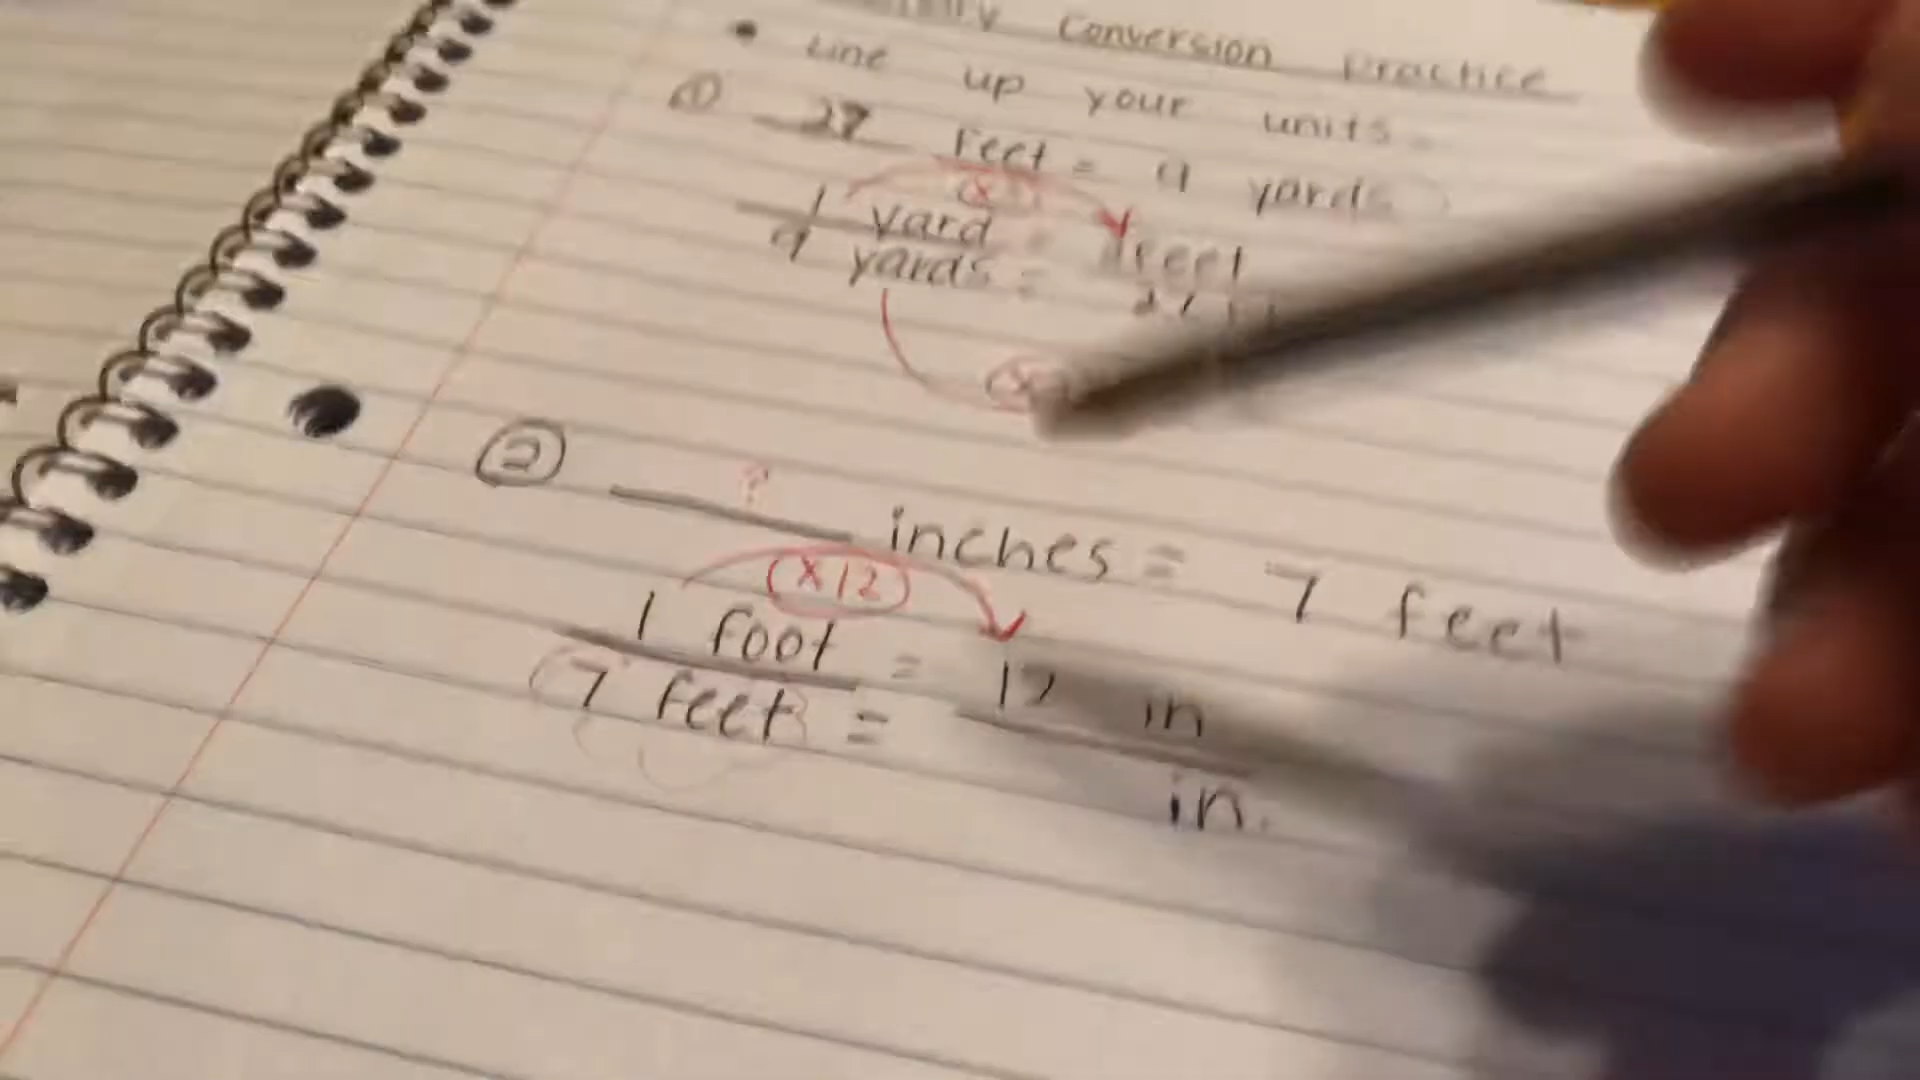 Conversion Practice
• Line up your units.
① 27 Feet = 9 yards
1 yard = feet
9 yards =
② ? inches = 7 feet
x12
1 foot = 12 in
7 feet = in.